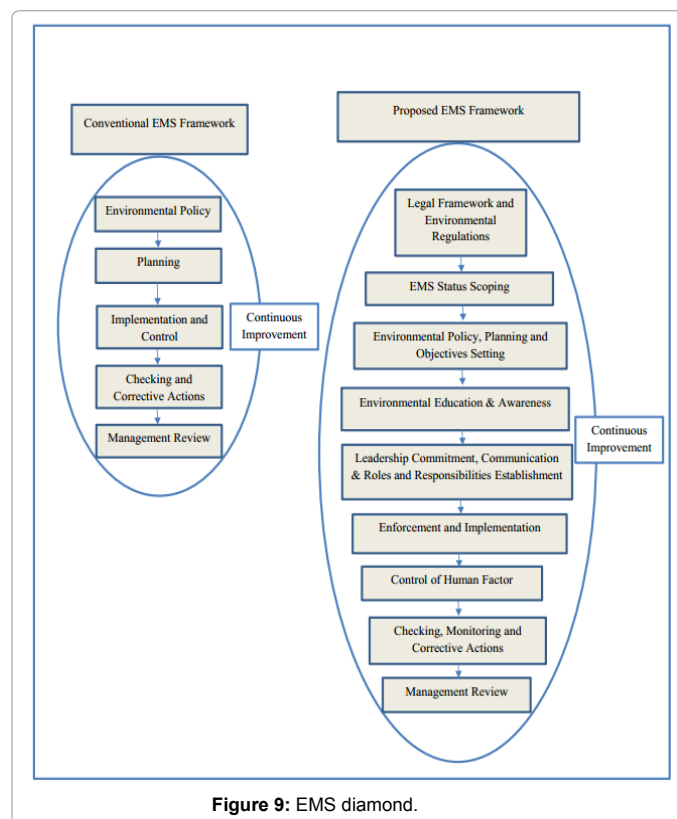 Conventional EMS Framework
Environmental Policy
Planning
Implementation and
Control
Checking and
Corrective Actions
Management Review
Continuous
Improvement
Proposed EMS Framework
Legal Framework and
Environmental
Regulations
EMS Status Scoping
Environmental Policy, Planning and
Objectives Setting
Environmental Education & Awareness
Leadership Commitment, Communication
& Roles and Responsibilities Establishment
Enforcement and Implementation
Control of Human Factor
Checking, Monitoring and
Corrective Actions
Management Review
Continuous
Improvement
Figure 9: EMS diamond.